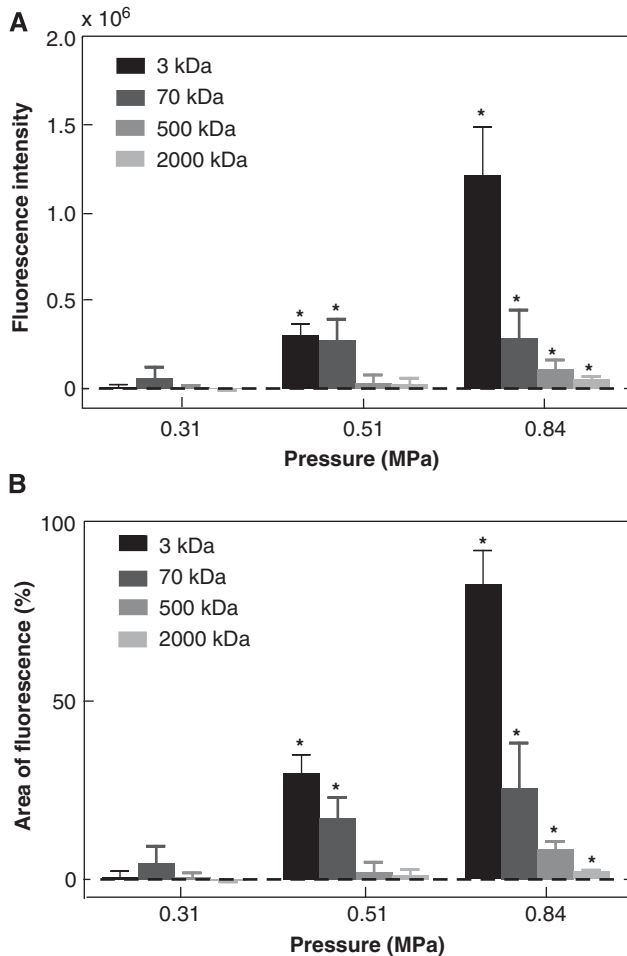 A
x 10⁶
2.0
1.5
1.0
0.5
0
Fluorescence intensity
3 kDa
70 kDa
500 kDa
2000 kDa
*
* *
*
*
*
0.31 0.51 0.84
Pressure (MPa)
B
100
50
0
Area of fluorescence (%)
3 kDa
70 kDa
500 kDa
2000 kDa
*
*
*
*
*
*
0.31 0.51 0.84
Pressure (MPa)